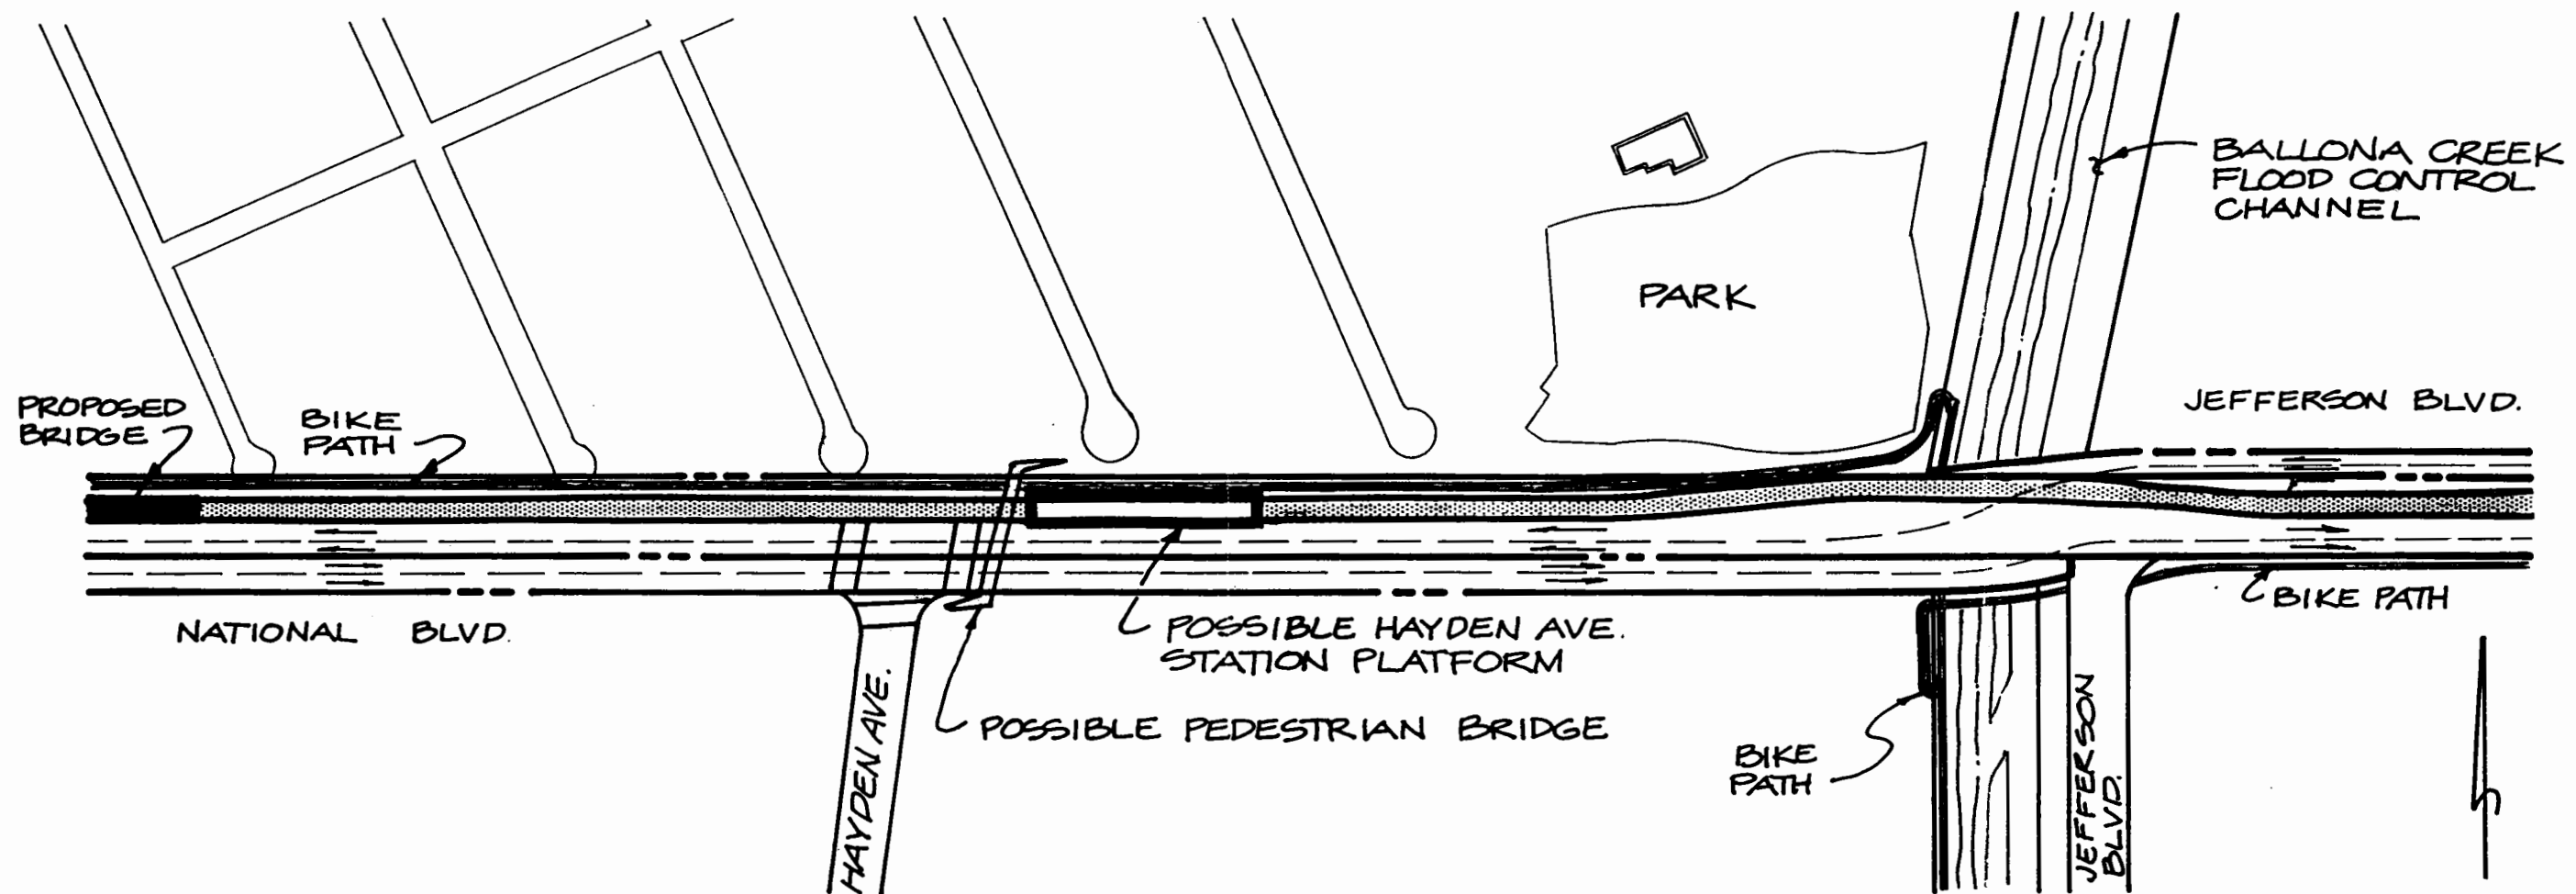 BALLONA CREEK
FLOOD CONTROL
CHANNEL
PARK
JEFFERSON BLVD.
PROPOSED
BRIDGE
BIKE
PATH
BIKE PATH
NATIONAL BLVD.
POSSIBLE HAYDEN AVE.
STATION PLATFORM
POSSIBLE PEDESTRIAN BRIDGE
HAYDEN AVE.
BIKE
PATH
JEFFERSON
BLVD.